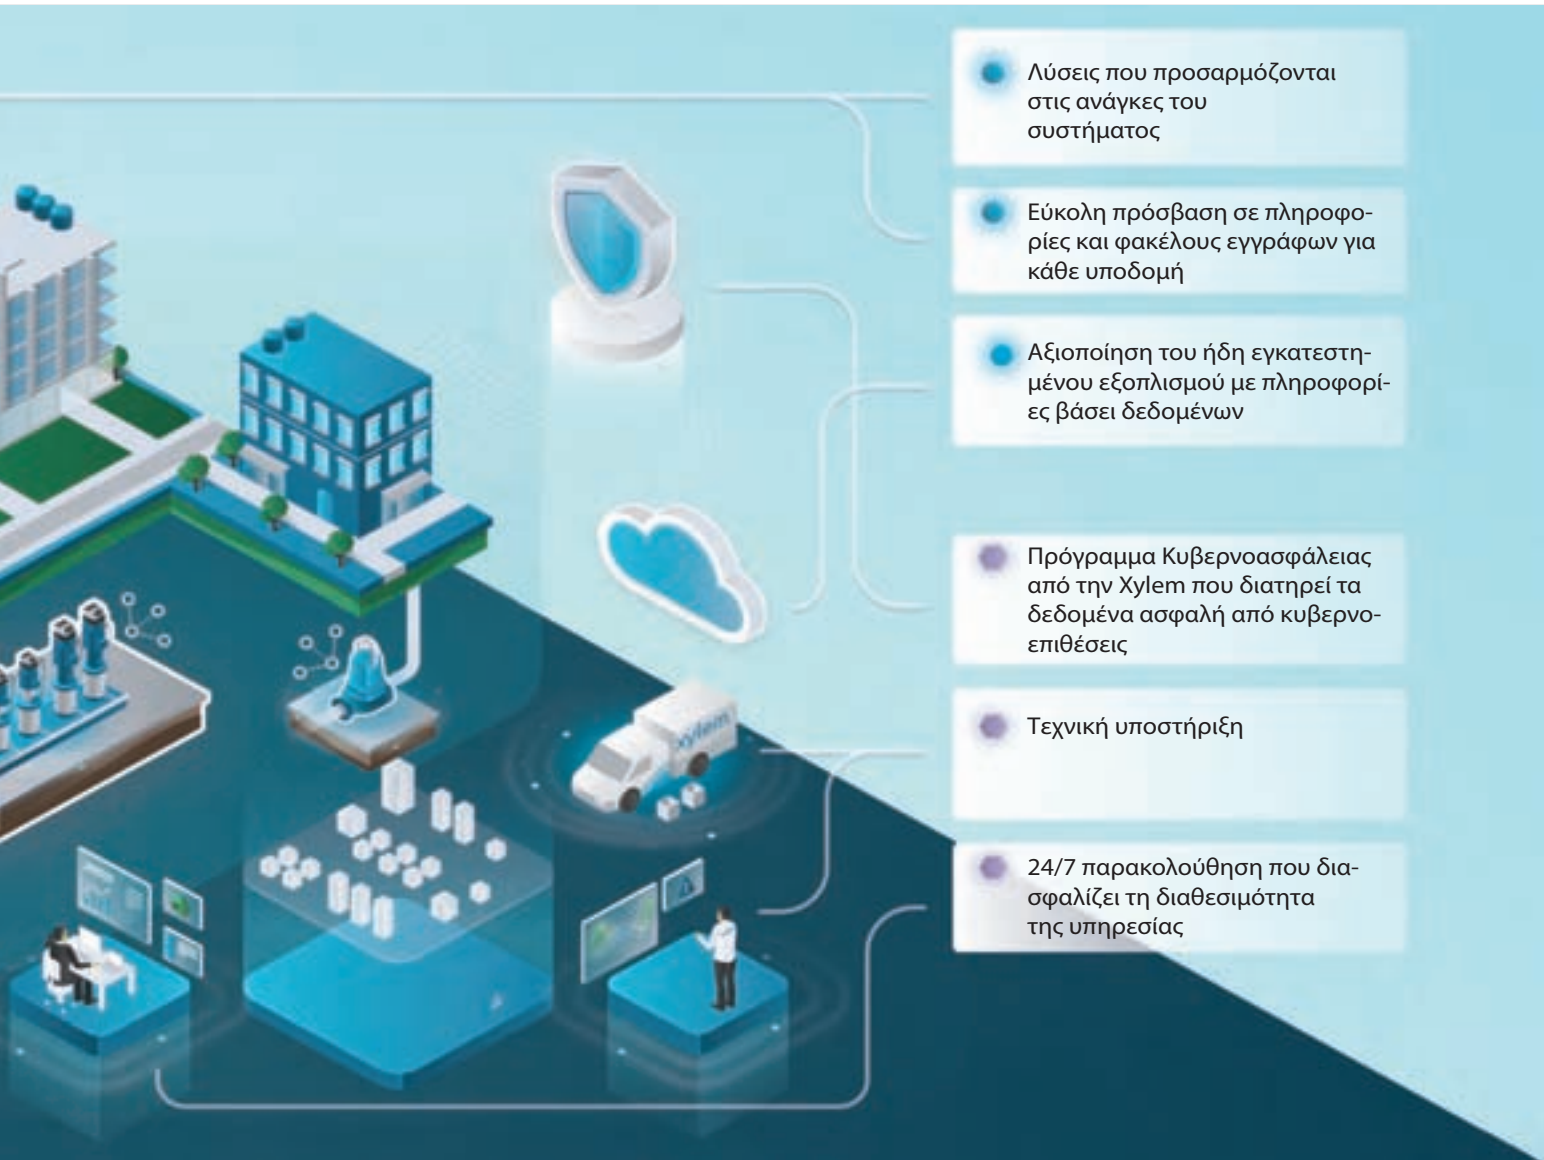 Λύσεις που προσαρμόζονται
στις ανάγκες του
συστήματος
Εύκολη πρόσβαση σε πληροφο-
ρίες και φακέλους εγγράφων για
κάθε υποδομή
Αξιοποίηση του ήδη εγκατεστη-
μένου εξοπλισμού με πληροφορί-
ες βάσει δεδομένων
Πρόγραμμα Κυβερνοασφάλειας
από την Xylem που διατηρεί τα
δεδομένα ασφαλή από κυβερνο-
επιθέσεις
xylem
Τεχνική υποστήριξη
24/7 παρακολούθηση που δια-
σφαλίζει τη διαθεσιμότητα
της υπηρεσίας